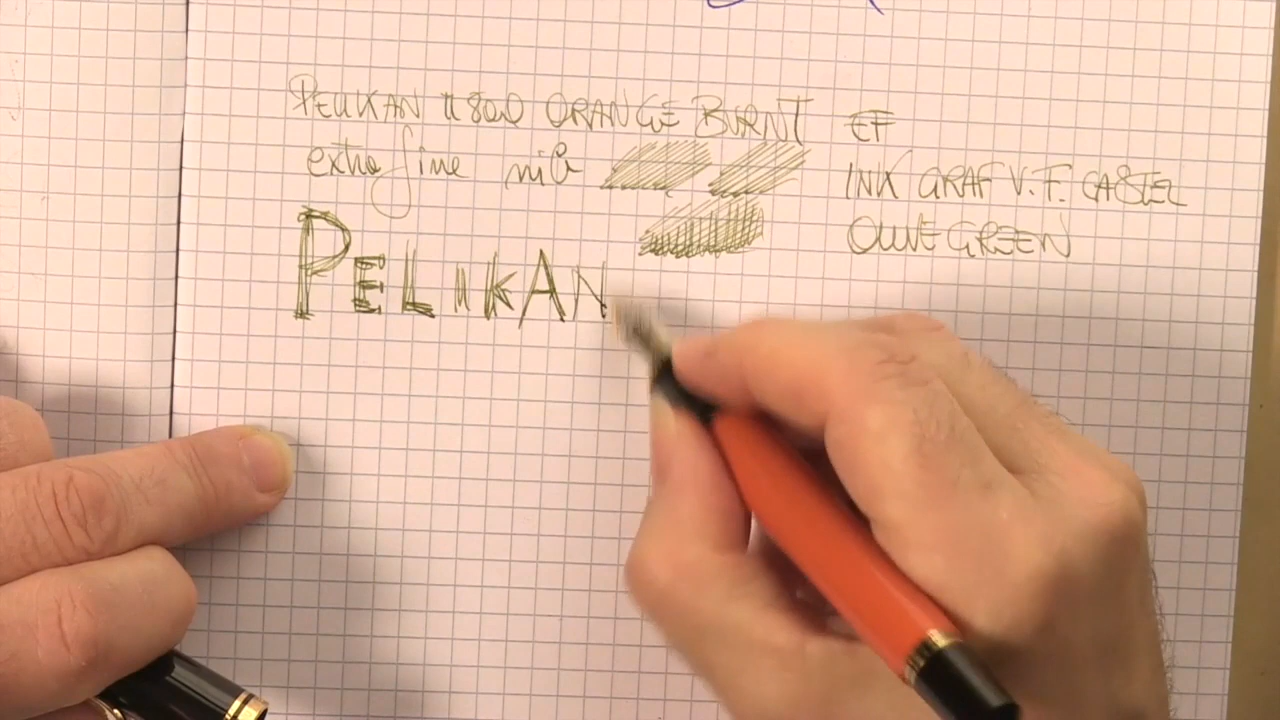 PELIKAN M800 ORANGE BURNT EF
extra fine nib
INK GRAF V. F. CASTEL
OLIVE GREEN
PELIKAN